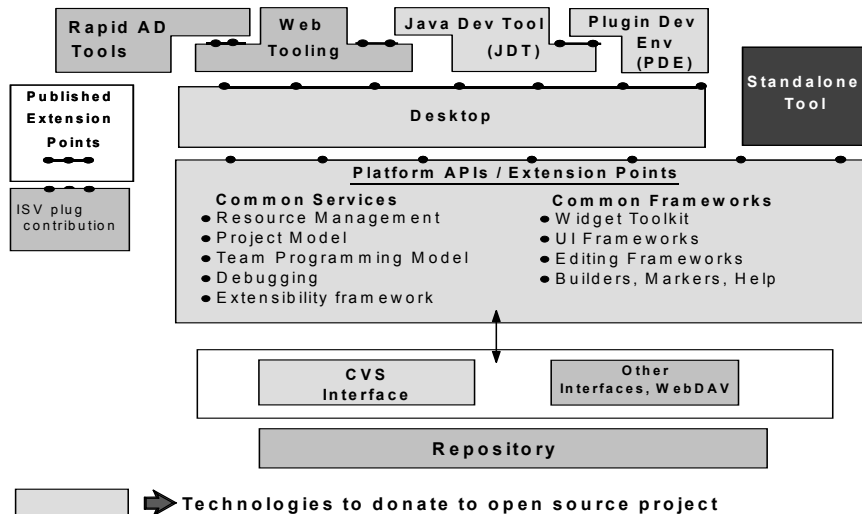 Rapid AD
Tools
Web
Tooling
Java Dev Tool
(JDT)
Plugin Dev
Env
(PDE)
Standalone
Tool
Published
Extension
Points
Desktop
ISV plug
contribution
Platform APIs / Extension Points
Common Services
Resource Management
Project Model
Team Programming Model
Debugging
Extensibility framework
Common Frameworks
Widget Toolkit
UI Frameworks
Editing Frameworks
Builders, Markers, Help
CVS
Interface
Other
Interfaces, WebDAV
Repository
Technologies to donate to open source project